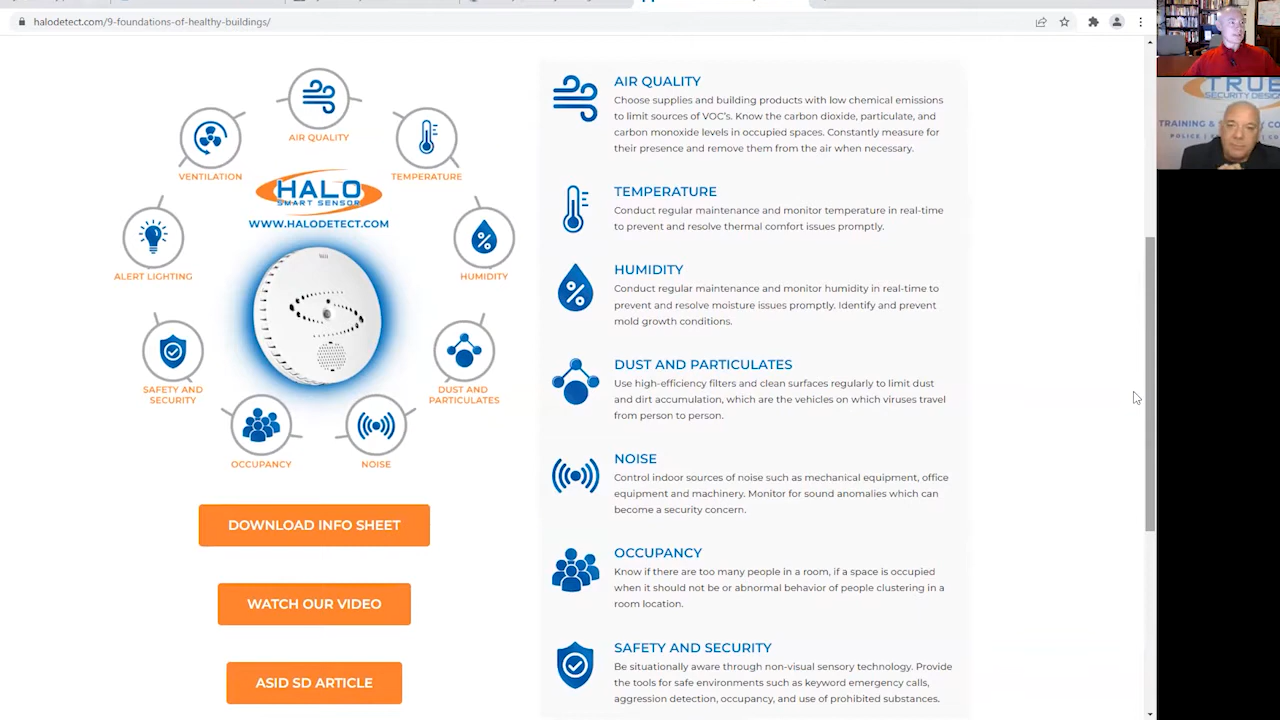 halodetect.com/9-foundations-of-healthy-buildings/
AIR QUALITY
VENTILATION
TEMPERATURE
HALO
SMART SENSOR
WWW.HALODETECT.COM
ALERT LIGHTING
HUMIDITY
SAFETY AND
SECURITY
DUST AND
PARTICULATES
OCCUPANCY
NOISE
DOWNLOAD INFO SHEET
WATCH OUR VIDEO
ASID SD ARTICLE
AIR QUALITY
Choose supplies and building products with low chemical emissions
to limit sources of VOC's. Know the carbon dioxide, particulate, and
carbon monoxide levels in occupied spaces. Constantly measure for
their presence and remove them from the air when necessary.
TEMPERATURE
Conduct regular maintenance and monitor temperature in real-time
to prevent and resolve thermal comfort issues promptly.
HUMIDITY
Conduct regular maintenance and monitor humidity in real-time to
prevent and resolve moisture issues promptly. Identify and prevent
mold growth conditions.
DUST AND PARTICULATES
Use high-efficiency filters and clean surfaces regularly to limit dust
and dirt accumulation, which are the vehicles on which viruses travel
from person to person.
NOISE
Control indoor sources of noise such as mechanical equipment, office
equipment and machinery. Monitor for sound anomalies which can
become a security concern.
OCCUPANCY
Know if there are too many people in a room, if a space is occupied
when it should not be or abnormal behavior of people clustering in a
room location.
SAFETY AND SECURITY
Be situationally aware through non-visual sensory technology. Provide
the tools for safe environments such as keyword emergency calls,
aggression detection, occupancy, and use of prohibited substances.
TRUE
SECURITY DESIG
TRAINING &